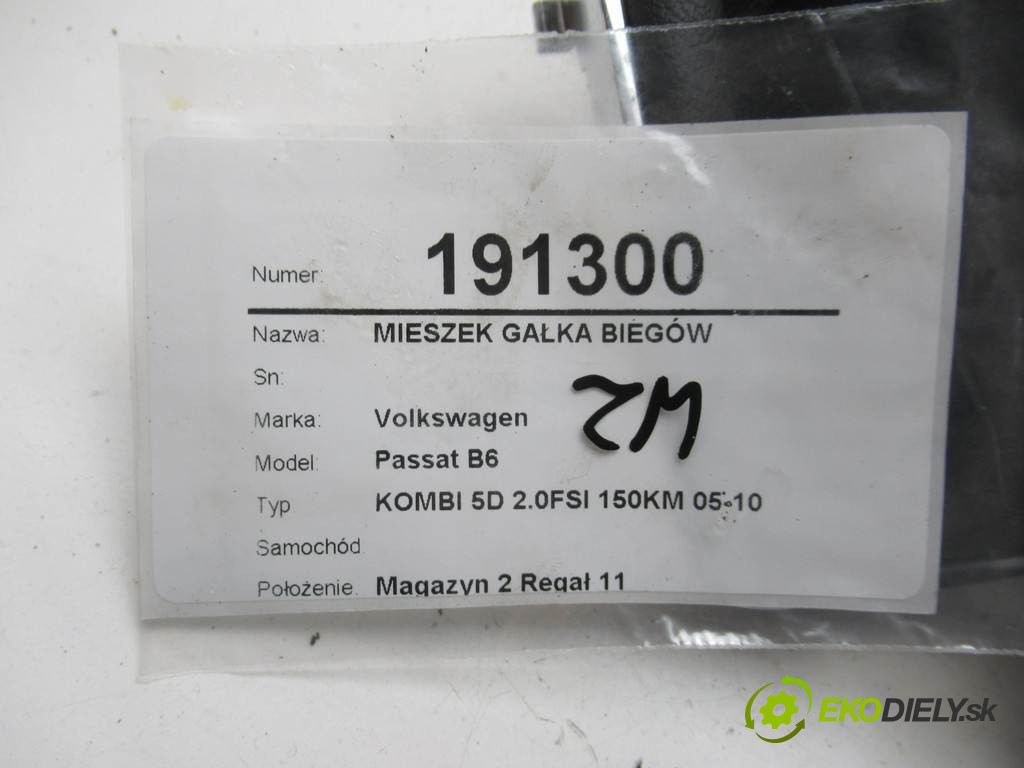 Numer: 191300
Nazwa: MIESZEK GAŁKA BIEGÓW
Sn:
Marka: Volkswagen
Model: Passat B6
Typ KOMBI 5D 2.0FSI 150KM 05-10
Samochód
Położenie. Magazyn 2 Regał 11
EKODIELY.sk